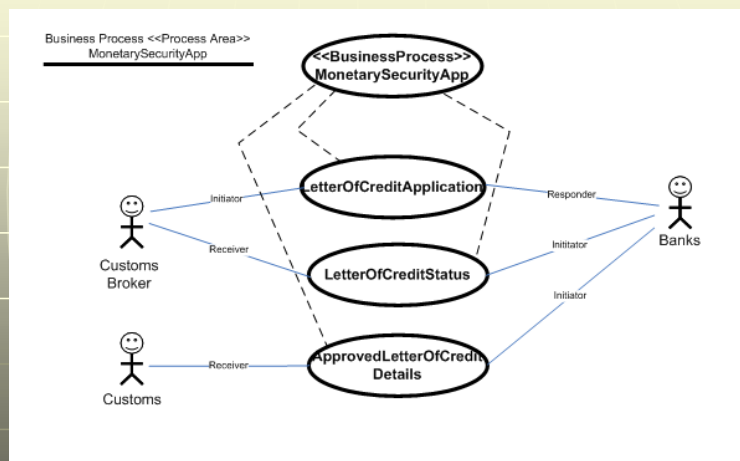 Business Process <<Process Area>>
MonetarySecurityApp
<<BusinessProcess>>
MonetarySecurityApp
LetterOfCreditApplication
Initiator
Responder
Customs
Broker
Banks
Receiver
LetterOfCreditStatus
Inititator
Initiator
ApprovedLetterOfCredit
Details
Receiver
Customs